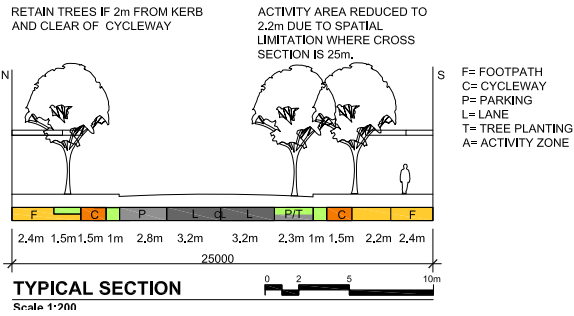 RETAIN TREES IF 2m FROM KERB
AND CLEAR OF CYCLEWAY
ACTIVITY AREA REDUCED TO
2.2m DUE TO SPATIAL
LIMITATION WHERE CROSS
SECTION IS 25m.
N
S
F= FOOTPATH
C= CYCLEWAY
P= PARKING
L= LANE
T= TREE PLANTING
A= ACTIVITY ZONE
F C P L CL L P/T C F
2.4m 1.5m 1.5m 1m 2.8m 3.2m 3.2m 2.3m 1m 1.5m 2.2m 2.4m
25000
TYPICAL SECTION
0 2 5 10m
Scale 1:200